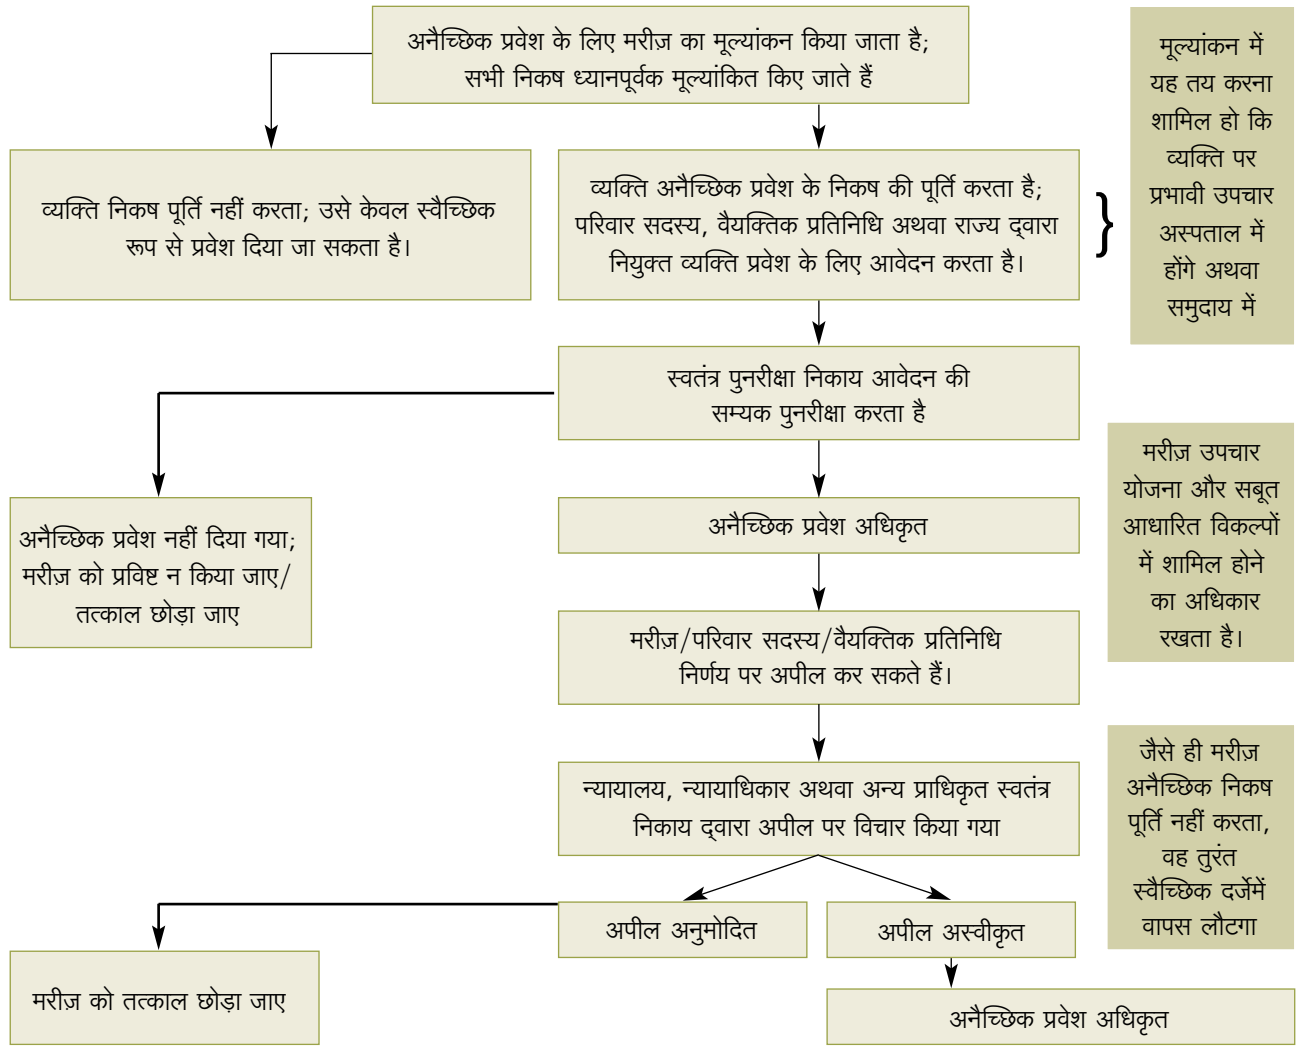 अनैच्छिक प्रवेश के लिए मरीज़ का मूल्यांकन किया जाता है;
सभी निकष ध्यानपूर्वक मूल्यांकित किए जाते हैं
मूल्यांकन में
यह तय करना
शामिल हो कि
व्यक्ति पर
प्रभावी उपचार
अस्पताल में
होंगे अथवा
समुदाय में
व्यक्ति निकष पूर्ति नहीं करता; उसे केवल स्वैच्छिक
रूप से प्रवेश दिया जा सकता है।
व्यक्ति अनैच्छिक प्रवेश के निकष की पूर्ति करता है;
परिवार सदस्य, वैयक्तिक प्रतिनिधि अथवा राज्य द्वारा
नियुक्त व्यक्ति प्रवेश के लिए आवेदन करता है।
}
स्वतंत्र पुनरीक्षा निकाय आवेदन की
सम्यक पुनरीक्षा करता है
मरीज़ उपचार
योजना और सबूत
आधारित विकल्पों
में शामिल होने
का अधिकार
रखता है।
अनैच्छिक प्रवेश नहीं दिया गया;
मरीज़ को प्रविष्ट न किया जाए/
तत्काल छोड़ा जाए
अनैच्छिक प्रवेश अधिकृत
मरीज़/परिवार सदस्य/वैयक्तिक प्रतिनिधि
निर्णय पर अपील कर सकते हैं।
न्यायालय, न्यायाधिकार अथवा अन्य प्राधिकृत स्वतंत्र
निकाय द्वारा अपील पर विचार किया गया
जैसे ही मरीज़
अनैच्छिक निकष
पूर्ति नहीं करता,
वह तुरंत
स्वैच्छिक दर्जेमें
वापस लौटगा
अपील अनुमोदित
अपील अस्वीकृत
मरीज़ को तत्काल छोड़ा जाए
अनैच्छिक प्रवेश अधिकृत